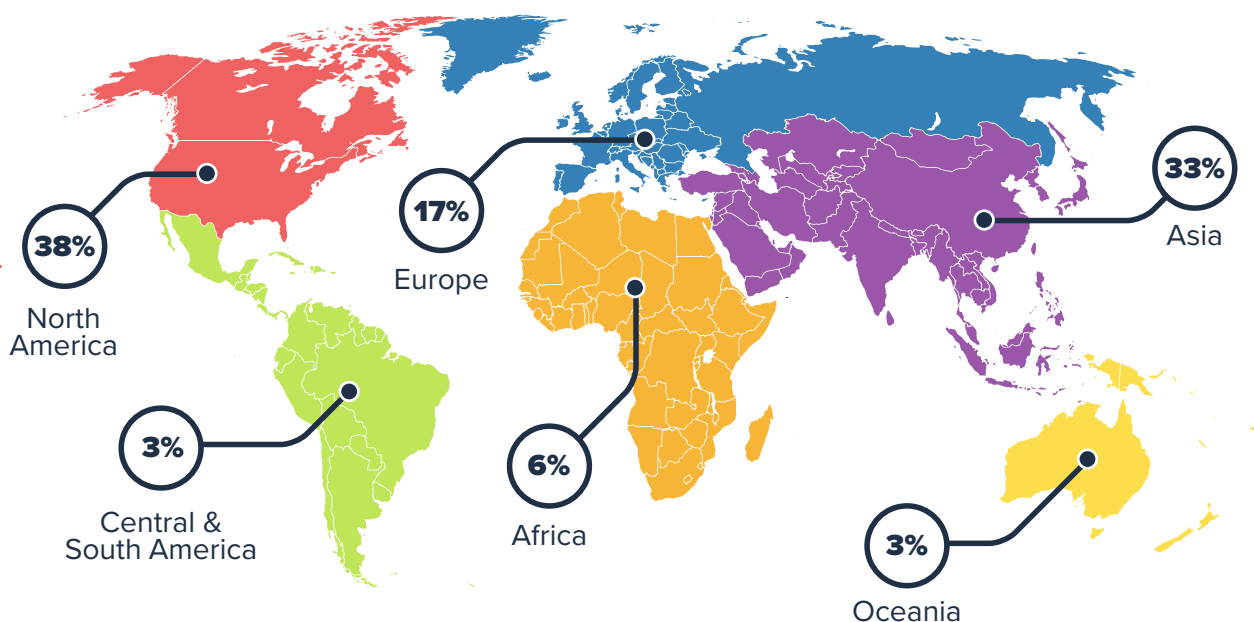 38%
North
America
17%
Europe
33%
Asia
3%
Central &
South America
6%
Africa
3%
Oceania